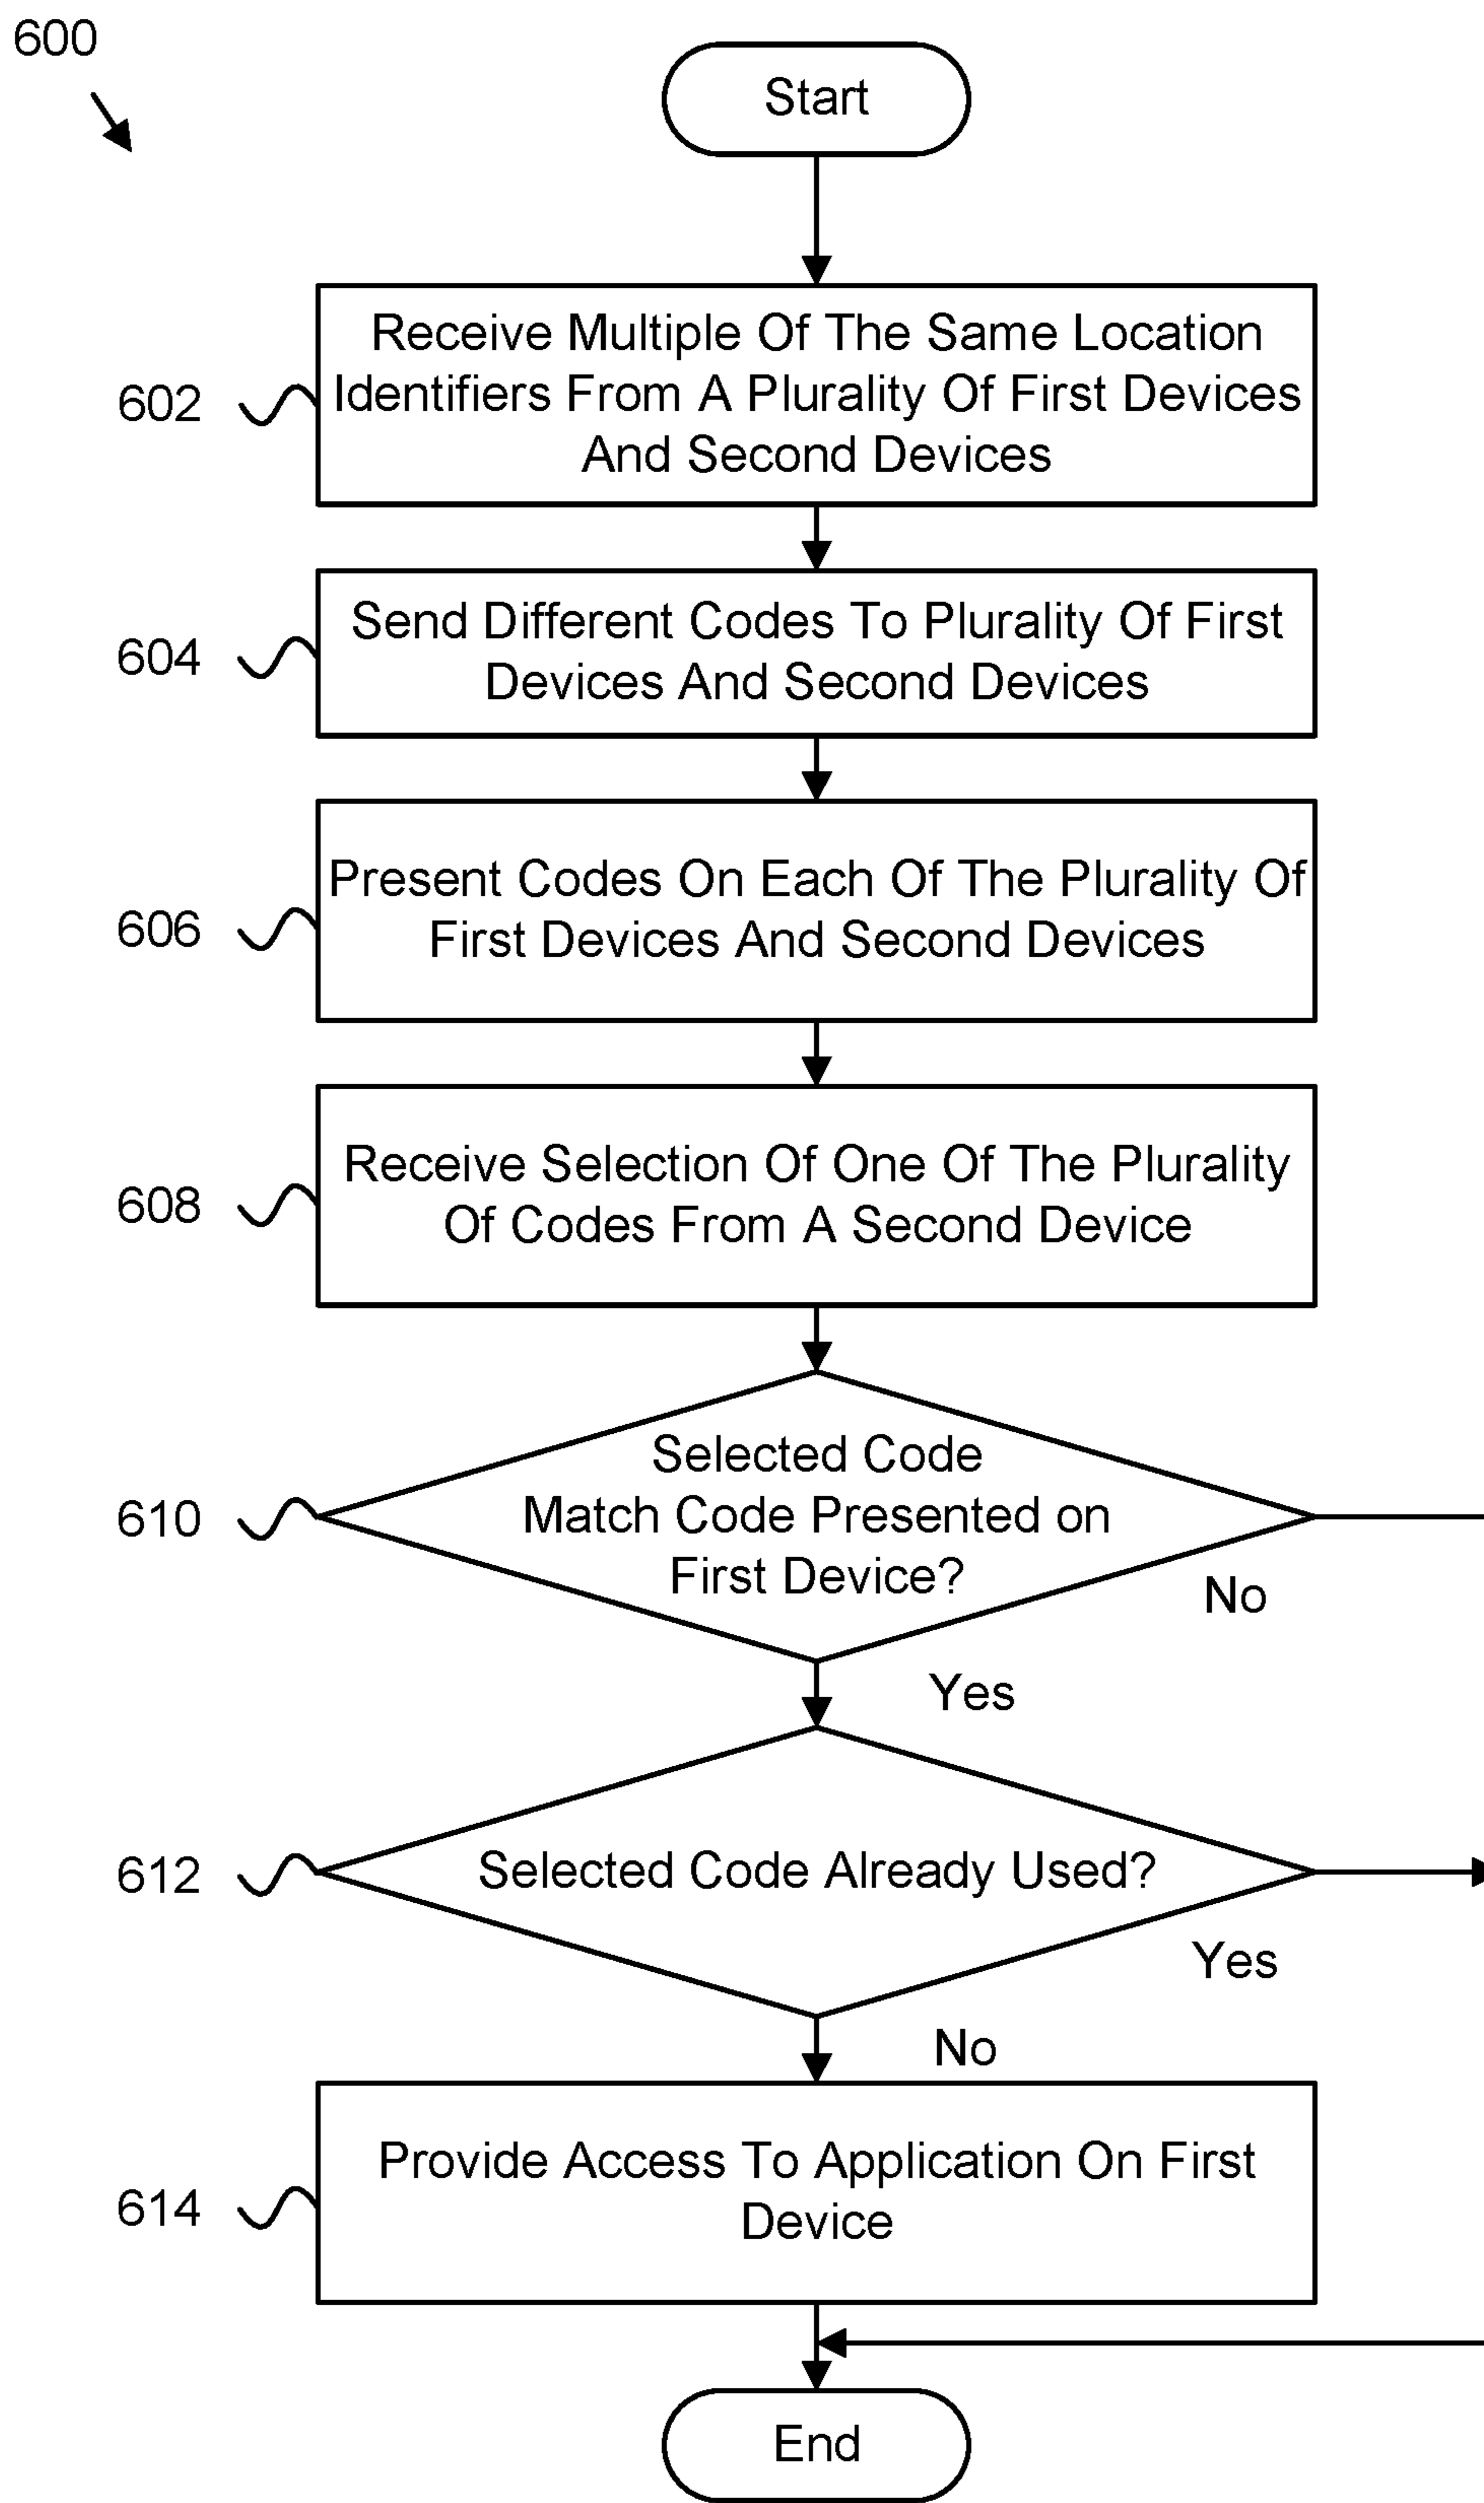 600
Start
602
Receive Multiple Of The Same Location
Identifiers From A Plurality Of First Devices
And Second Devices
604
Send Different Codes To Plurality Of First
Devices And Second Devices
606
Present Codes On Each Of The Plurality Of
First Devices And Second Devices
608
Receive Selection Of One Of The Plurality
Of Codes From A Second Device
610
Selected Code
Match Code Presented on
First Device?
No
Yes
612
Selected Code Already Used?
Yes
No
614
Provide Access To Application On First
Device
End